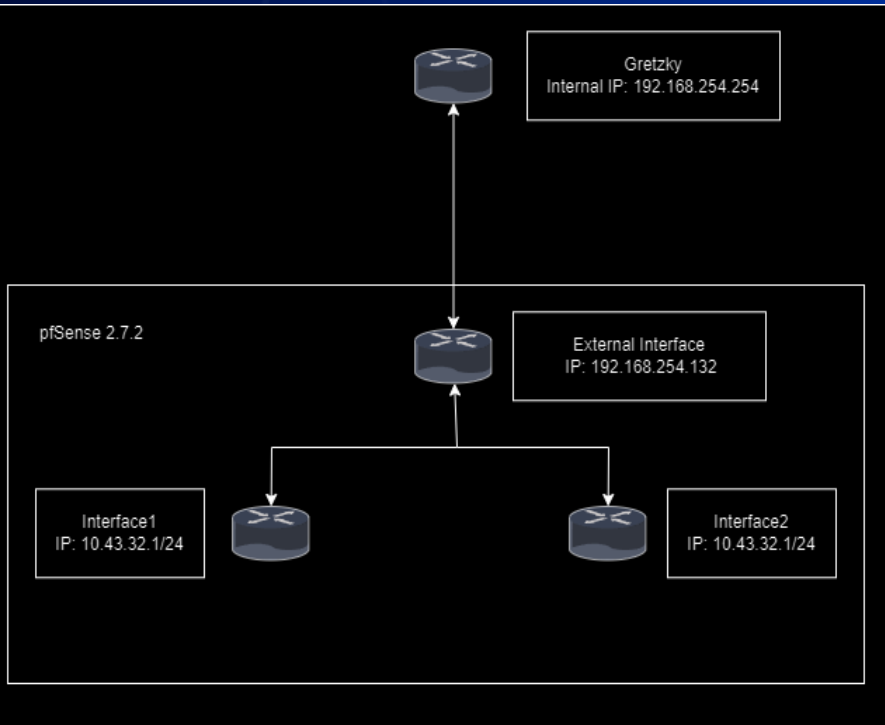 Gretzky
Internal IP: 192.168.254.254
pfSense 2.7.2
External Interface
IP: 192.168.254.132
Interface1
IP: 10.43.32.1/24
Interface2
IP: 10.43.32.1/24